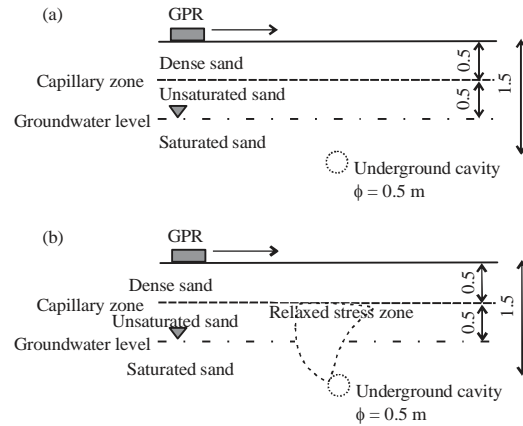 (a)
GPR
Dense sand
0.5
Capillary zone
Unsaturated sand
0.5
1.5
Groundwater level
Saturated sand
Underground cavity
ϕ = 0.5 m
(b)
GPR
Dense sand
0.5
Capillary zone
Relaxed stress zone
Unsaturated sand
0.5
1.5
Groundwater level
Saturated sand
Underground cavity
ϕ = 0.5 m